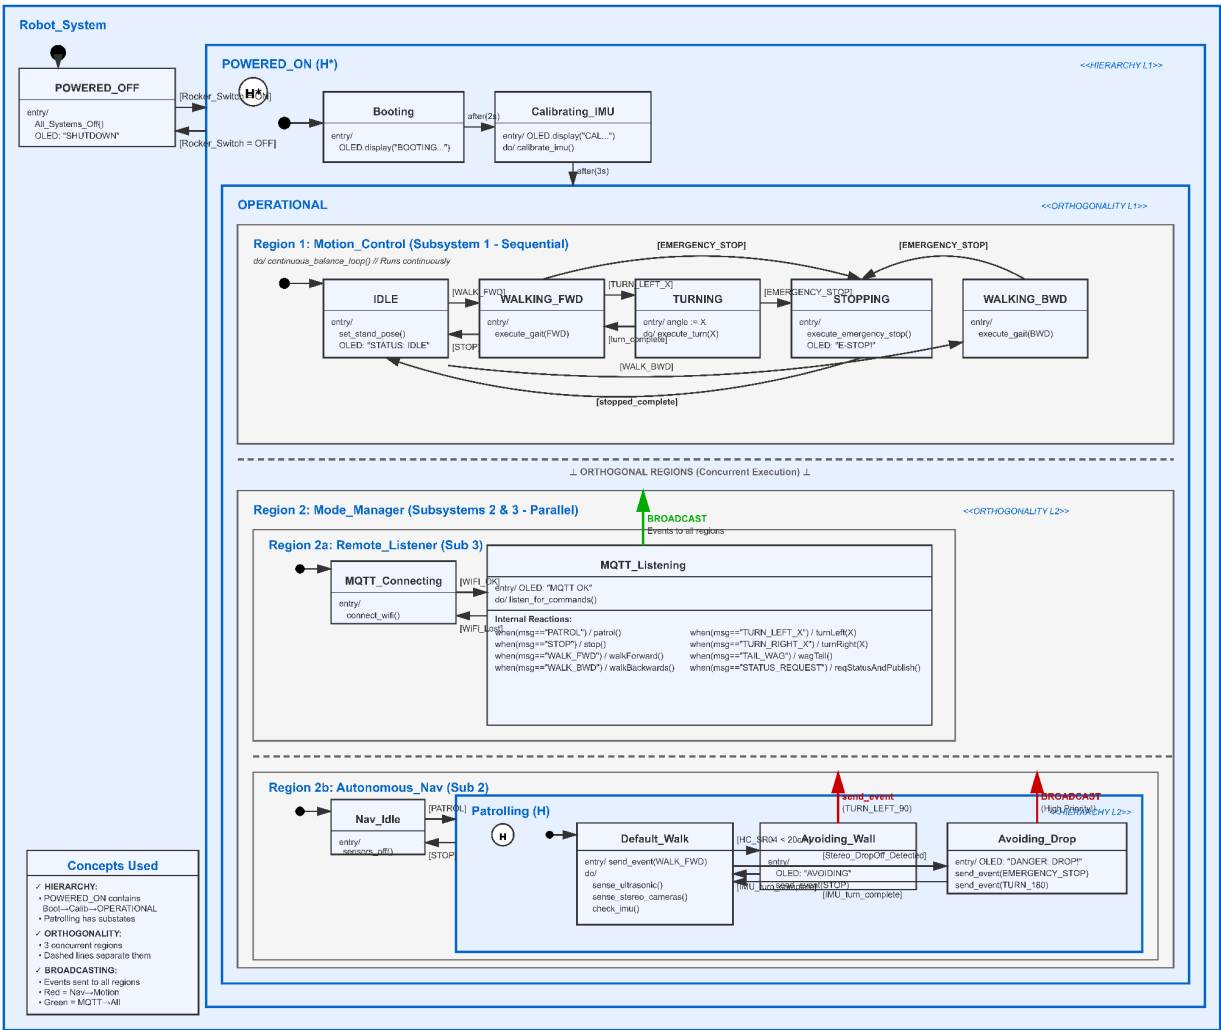 Robot_System
POWERED_OFF
entry/
All_Systems_Off()
OLED: "SHUTDOWN"
[Rocker_Switch = ON]
[Rocker_Switch = OFF]
POWERED_ON (H*)
<<HIERARCHY L1>>
H*
Booting
entry/
OLED.display("BOOTING...")
after(2s)
Calibrating_IMU
entry/ OLED.display("CAL...")
do/ calibrate_imu()
after(3s)
OPERATIONAL
<<ORTHOGONALITY L1>>
Region 1: Motion_Control (Subsystem 1 - Sequential)
do/ continuous_balance_loop() // Runs continuously
[EMERGENCY_STOP]
[EMERGENCY_STOP]
IDLE
entry/
set_stand_pose()
OLED: "STATUS: IDLE"
[WALK_FWD]
[STOP]
WALKING_FWD
entry/
execute_gait(FWD)
[TURN_LEFT_X]
[turn_complete]
TURNING
entry/ angle := X
do/ execute_turn(X)
[EMERGENCY_STOP]
STOPPING
entry/
execute_emergency_stop()
OLED: "E-STOP!"
WALKING_BWD
entry/
execute_gait(BWD)
[WALK_BWD]
[stopped_complete]
⊥ ORTHOGONAL REGIONS (Concurrent Execution) ⊥
Region 2: Mode_Manager (Subsystems 2 & 3 - Parallel)
<<ORTHOGONALITY L2>>
BROADCAST
Events to all regions
Region 2a: Remote_Listener (Sub 3)
MQTT_Connecting
entry/
connect_wifi()
[WIFI_OK]
[WiFi_Lost]
MQTT_Listening
entry/ OLED: "MQTT OK"
do/ listen_for_commands()
Internal Reactions:
when(msg=="PATROL") / patrol()
when(msg=="STOP") / stop()
when(msg=="WALK_FWD") / walkForward()
when(msg=="WALK_BWD") / walkBackwards()
when(msg=="TURN_LEFT_X") / turnLeft(X)
when(msg=="TURN_RIGHT_X") / turnRight(X)
when(msg=="TAIL_WAG") / wagTail()
when(msg=="STATUS_REQUEST") / reqStatusAndPublish()
Region 2b: Autonomous_Nav (Sub 2)
Nav_Idle
entry/
sensors_off()
[PATROL]
[STOP]
Patrolling (H)
<<HIERARCHY L2>>
H
Default_Walk
entry/ send_event(WALK_FWD)
do/
sense_ultrasonic()
sense_stereo_cameras()
check_imu()
[HC_SR04 < 20cm]
[IMU_turn_complete]
send_event
(TURN_LEFT_90)
Avoiding_Wall
entry/
OLED: "AVOIDING"
send_event(STOP)
[Stereo_DropOff_Detected]
[IMU_turn_complete]
BROADCAST
(High Priority!)
Avoiding_Drop
entry/ OLED: "DANGER: DROP!"
send_event(EMERGENCY_STOP)
send_event(TURN_180)
Concepts Used
✓ HIERARCHY:
• POWERED_ON contains
Boot→Calib→OPERATIONAL
• Patrolling has substates
✓ ORTHOGONALITY:
• 3 concurrent regions
• Dashed lines separate them
✓ BROADCASTING:
• Events sent to all regions
• Red = Nav→Motion
• Green = MQTT→All